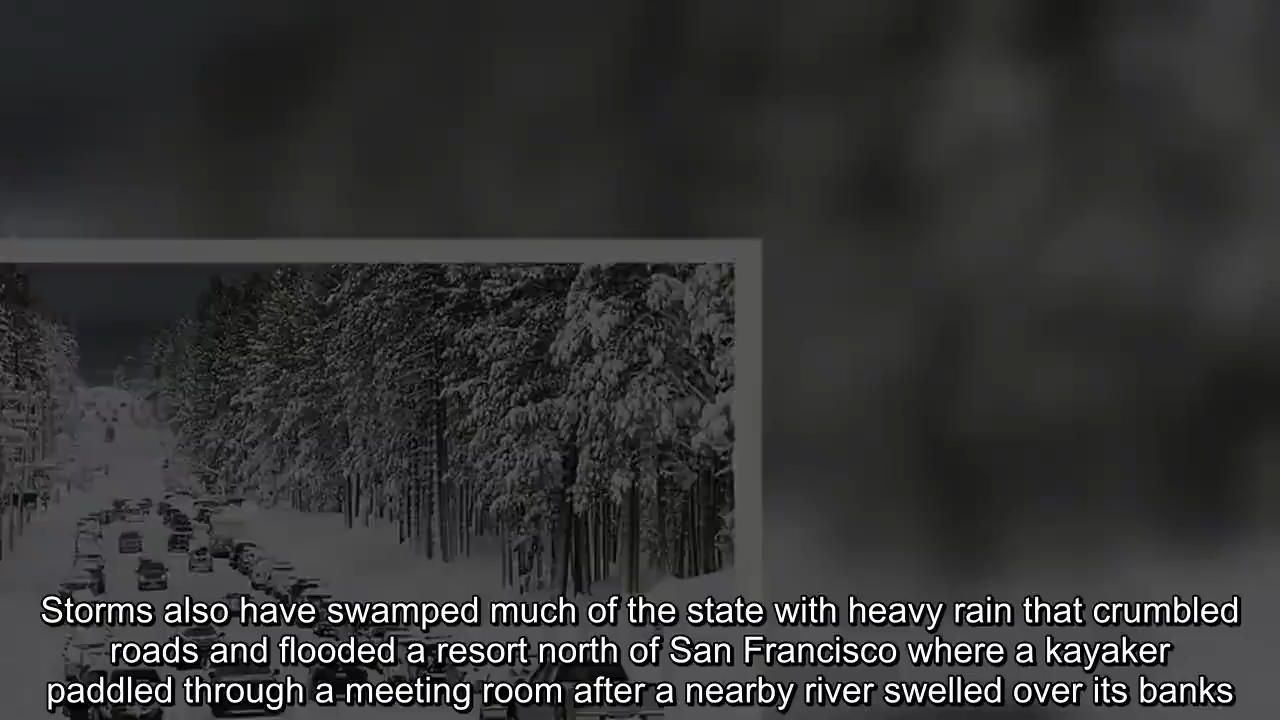 Storms also have swamped much of the state with heavy rain that crumbled
roads and flooded a resort north of San Francisco where a kayaker
paddled through a meeting room after a nearby river swelled over its banks